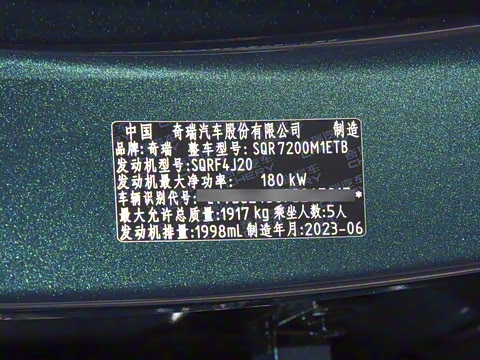 中国 奇瑞汽车股份有限公司 制造
品牌:奇瑞 整车型号:SQR7200M1ETB
发动机型号:SQRF4J20
发动机最大净功率: 180 kW
车辆识别代号:
最大允许总质量:1917 kg 乘坐人数:5人
发动机排量:1998mL 制造年月:2023-06